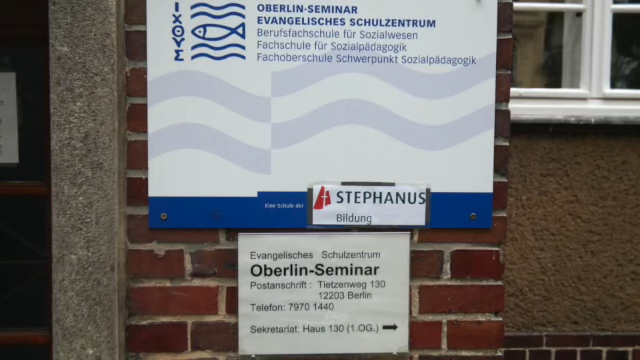 ΙΧΘΥΣ
OBERLIN-SEMINAR
EVANGELISCHES SCHULZENTRUM
Berufsfachschule für Sozialwesen
Fachschule für Sozialpädagogik
Fachoberschule Schwerpunkt Sozialpädagogik
Eine Schule der
STEPHANUS
Bildung
Evangelisches Schulzentrum
Oberlin-Seminar
Postanschrift : Tietzenweg 130
12203 Berlin
Telefon: 7970 1440
Sekretariat: Haus 130 (1.OG.)